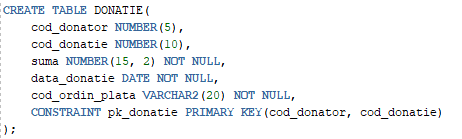 CREATE TABLE DONATIE(
cod_donator NUMBER(5),
cod_donatie NUMBER(10),
suma NUMBER(15, 2) NOT NULL,
data_donatie DATE NOT NULL,
cod_ordin_plata VARCHAR2(20) NOT NULL,
CONSTRAINT pk_donatie PRIMARY KEY(cod_donator, cod_donatie)
);